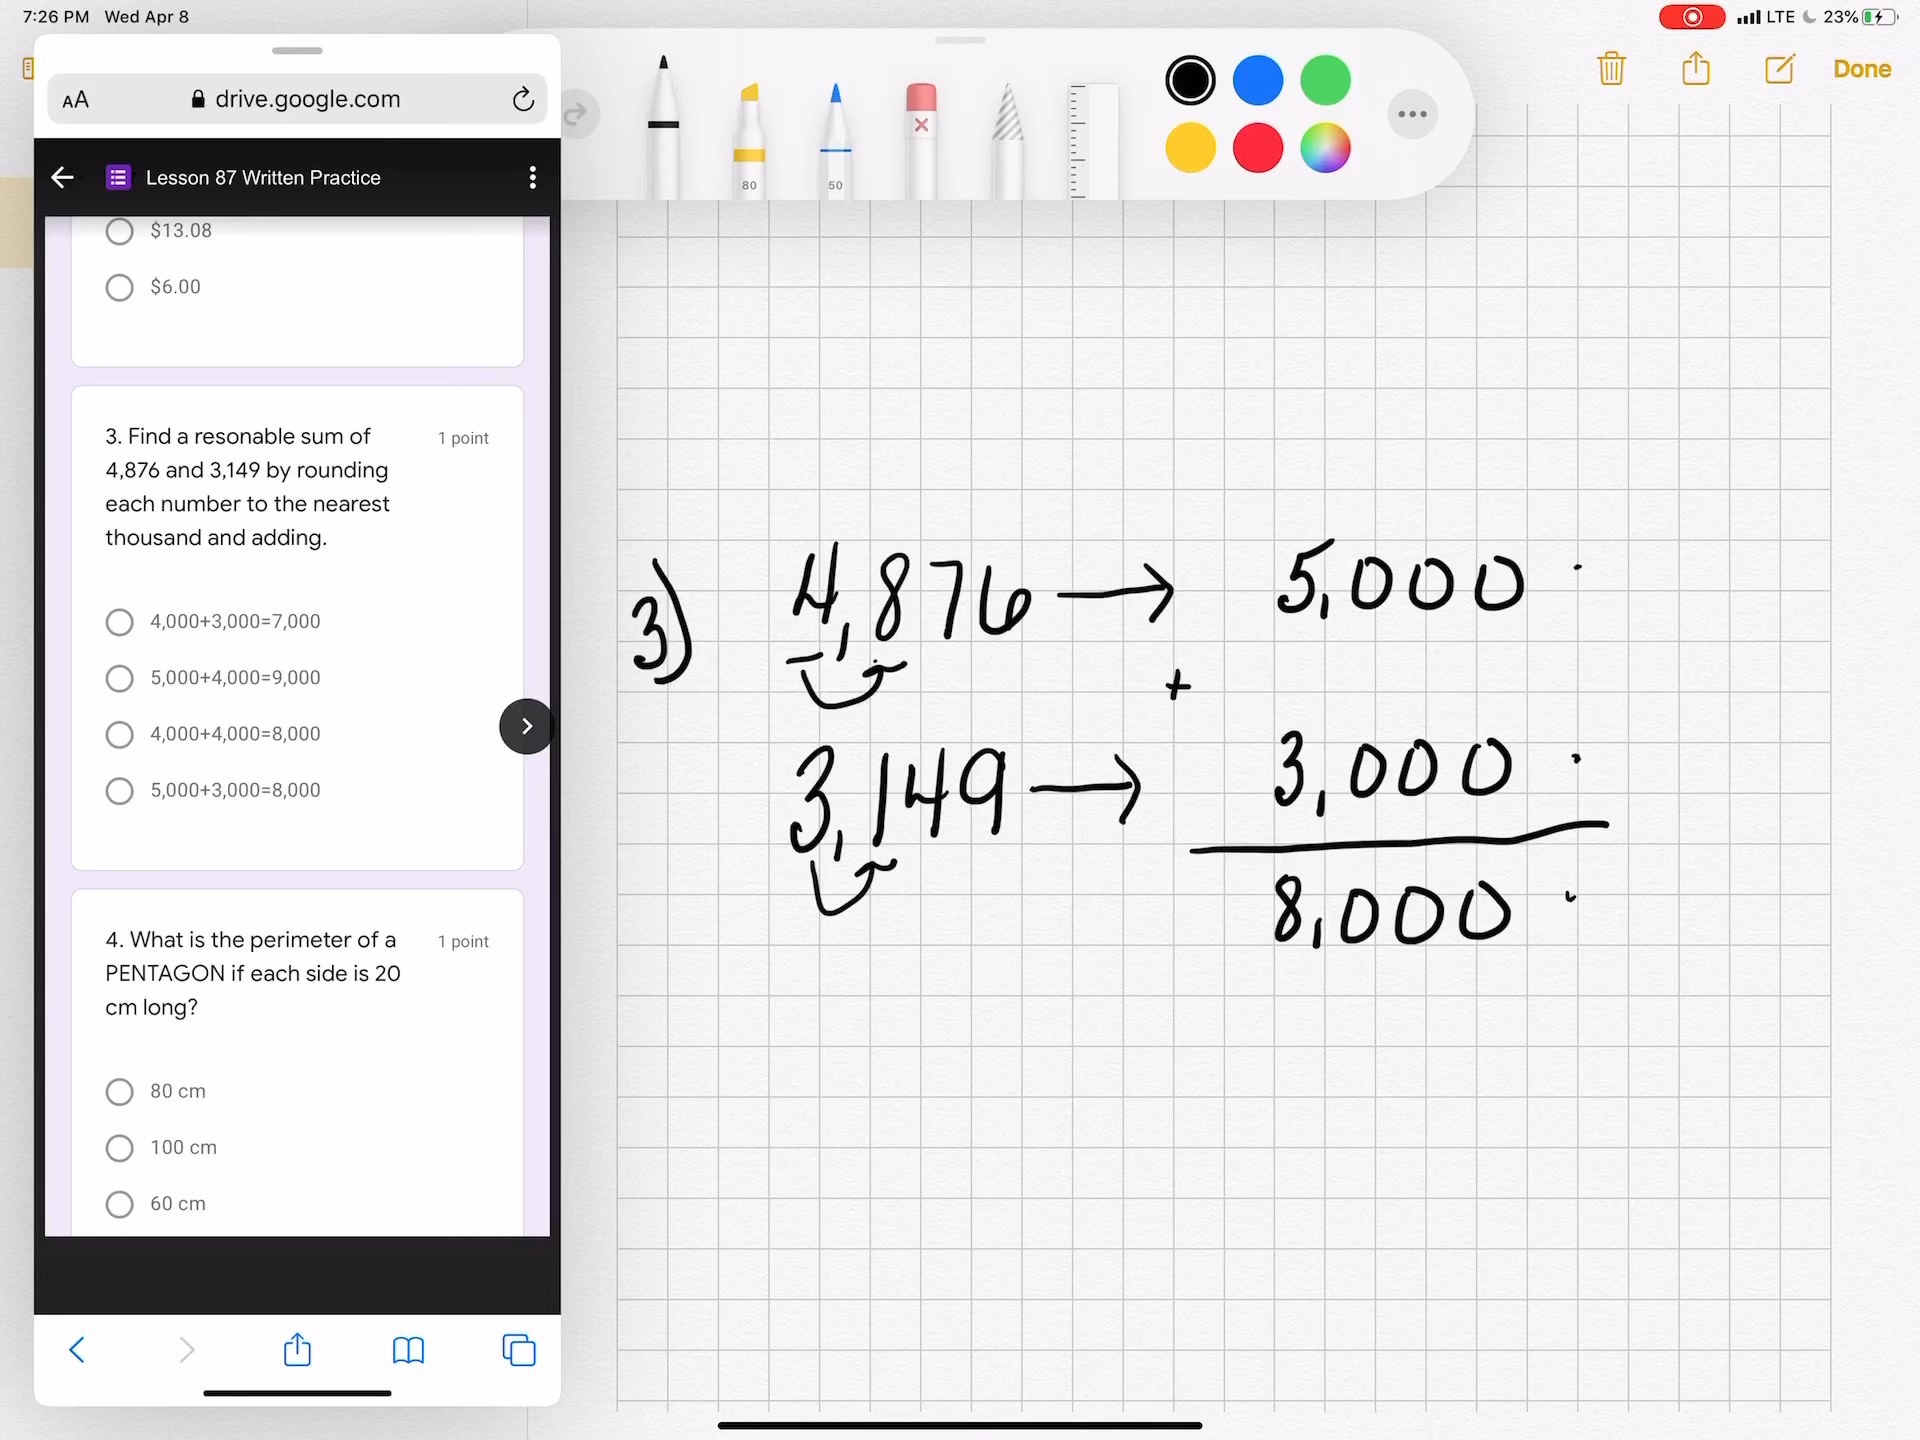 7:26 PM Wed Apr 8
LTE 23%
AA drive.google.com
80
50
Done
Lesson 87 Written Practice
$13.08
$6.00
3. Find a resonable sum of
4,876 and 3,149 by rounding
each number to the nearest
thousand and adding.
1 point
4,000+3,000=7,000
5,000+4,000=9,000
4,000+4,000=8,000
5,000+3,000=8,000
4. What is the perimeter of a
PENTAGON if each side is 20
cm long?
1 point
80 cm
100 cm
60 cm
3) 4,876 → 5,000
+
3,149 → 3,000
8,000